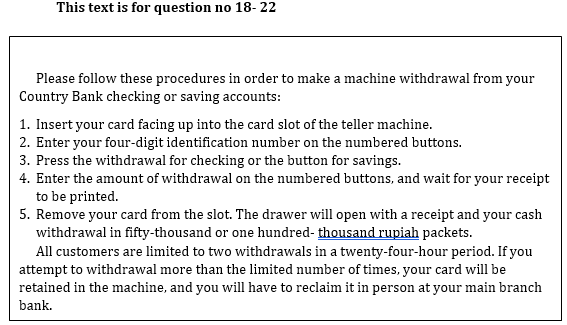 This text is for question no 18- 22
Please follow these procedures in order to make a machine withdrawal from your
Country Bank checking or saving accounts:
1. Insert your card facing up into the card slot of the teller machine.
2. Enter your four-digit identification number on the numbered buttons.
3. Press the withdrawal for checking or the button for savings.
4. Enter the amount of withdrawal on the numbered buttons, and wait for your receipt
to be printed.
5. Remove your card from the slot. The drawer will open with a receipt and your cash
withdrawal in fifty-thousand or one hundred- thousand rupiah packets.
All customers are limited to two withdrawals in a twenty-four-hour period. If you
attempt to withdrawal more than the limited number of times, your card will be
retained in the machine, and you will have to reclaim it in person at your main branch
bank.